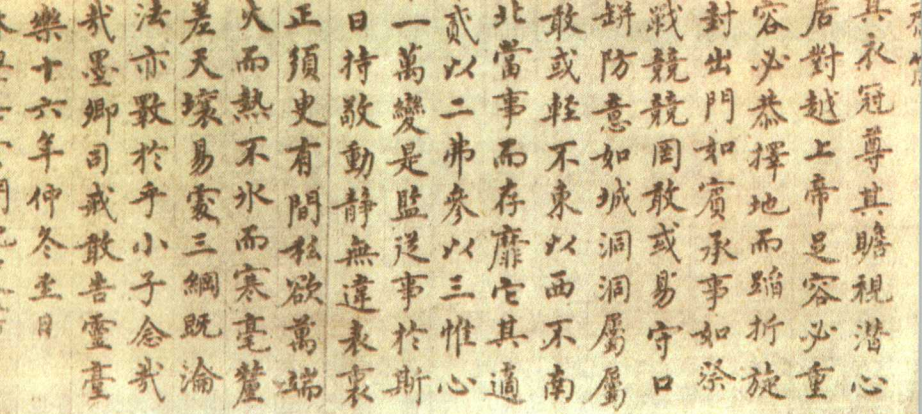 其衣冠尊其瞻視潛心
居對越上帝足容必重
容必恭擇地而蹈折旋
封出門如賓承事如祭
戰競競罔敢或易守口
缾防意如城洞洞屬屬
敢或輕不東以西不南
北當事而存靡它其適
貳以二弗參以三惟心
一萬變是監從事於斯
曰持敬動靜無違表裏
正須臾有間私欲萬端
火而熱不氷而寒毫釐
差天壤易處三綱既淪
法亦斁於乎小子念哉
哉墨卿司戒敢告靈臺
樂十六年仲冬至日